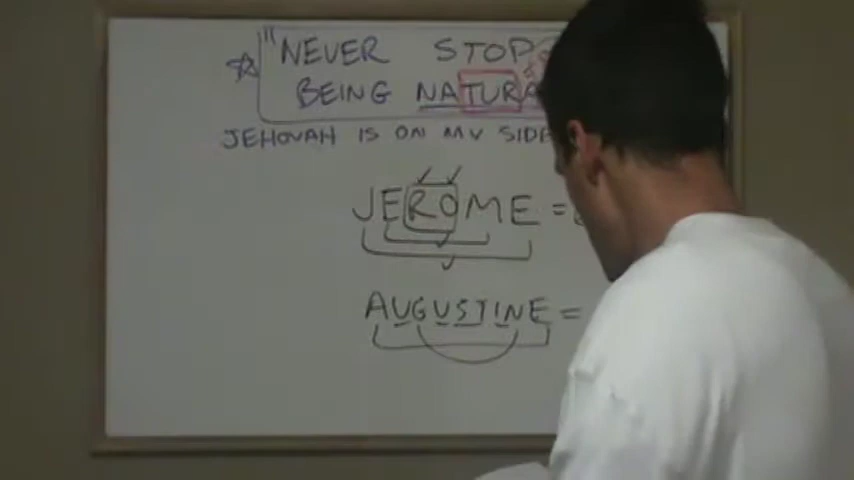 ☆ "NEVER STOP
BEING NATURA
JEHOVAH IS ON MY SIDE
JEROME =
AUGUSTINE =